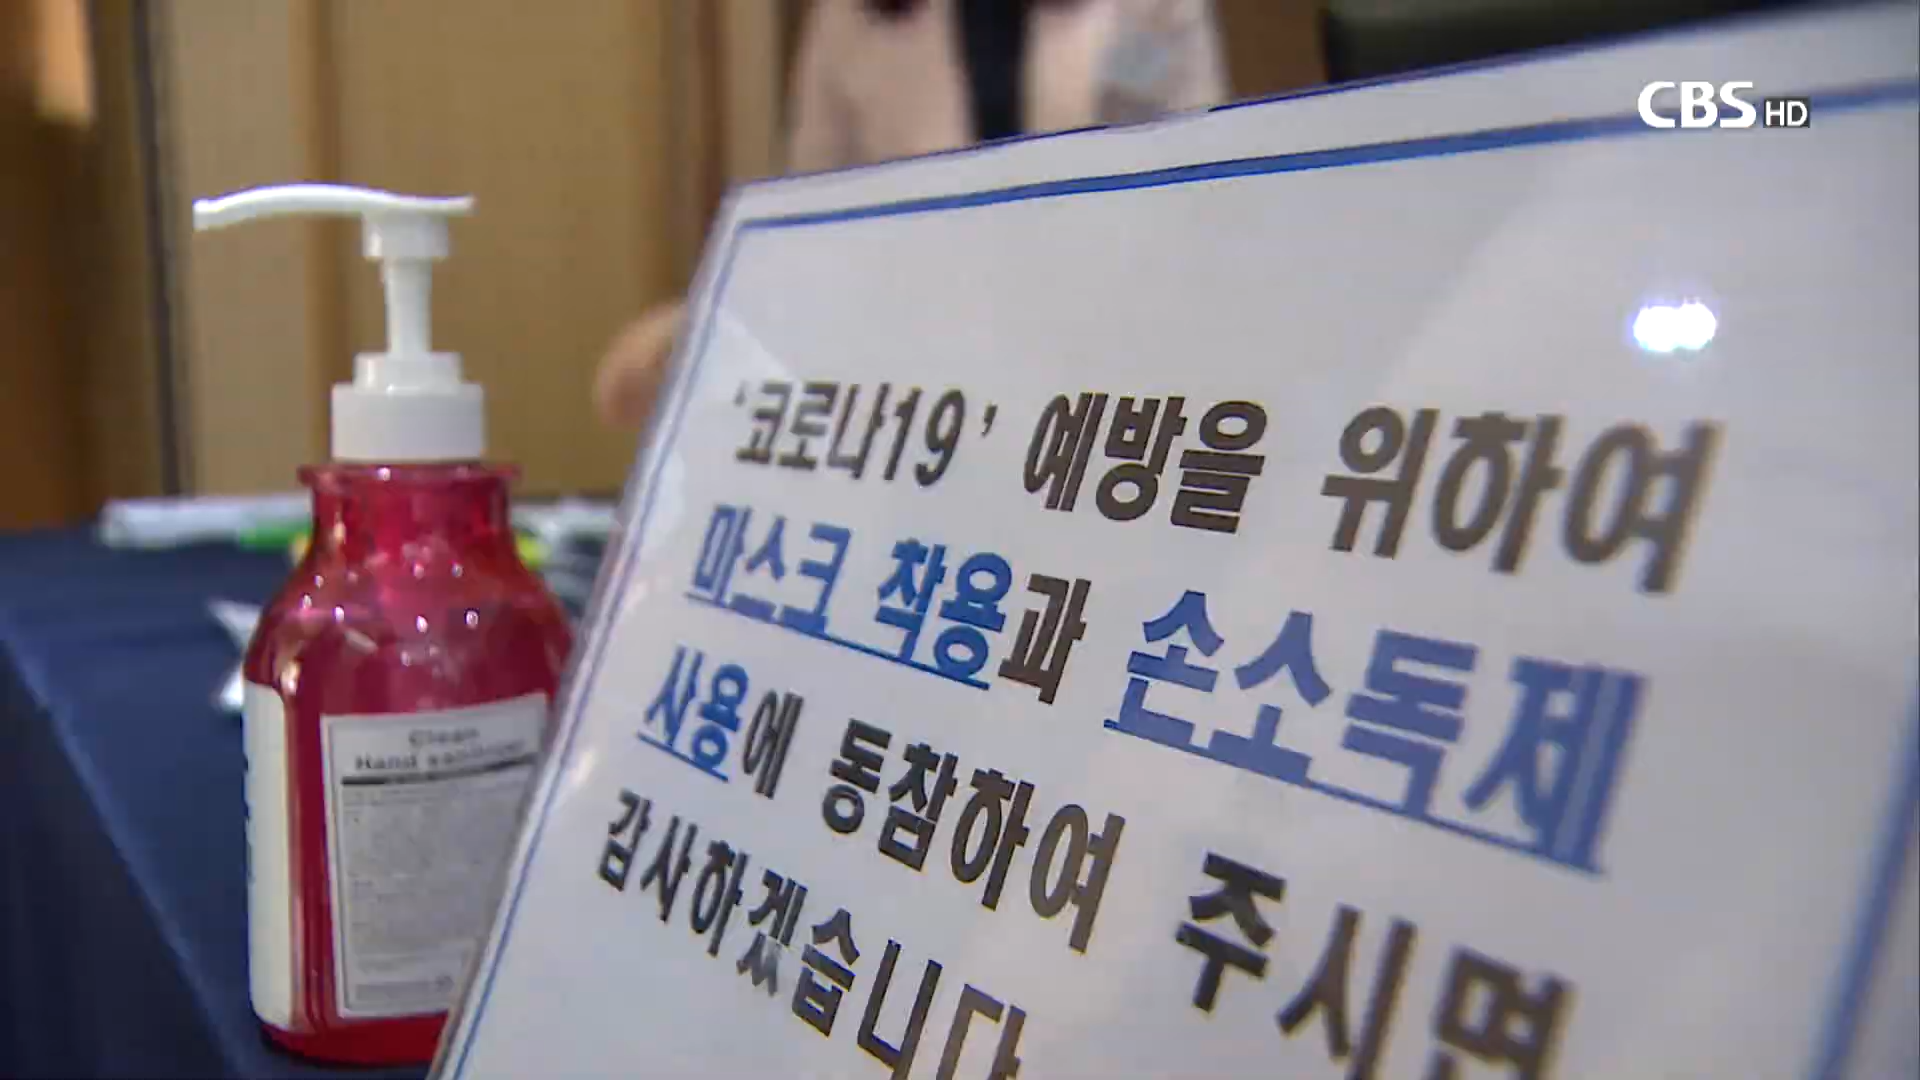 CBS HD
'코로나19' 예방을 위하여
마스크 착용과 손소독제
사용에 동참하여 주시면
감사하겠습니다
Clean
Hand sanitizer